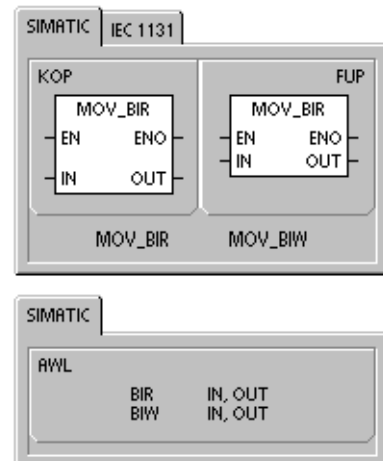 SIMATIC IEC 1131
KOP FUP
MOV_BIR MOV_BIR
EN ENO EN ENO
IN OUT IN OUT
MOV_BIR MOV_BIW
SIMATIC
AWL
BIR IN, OUT
BIW IN, OUT